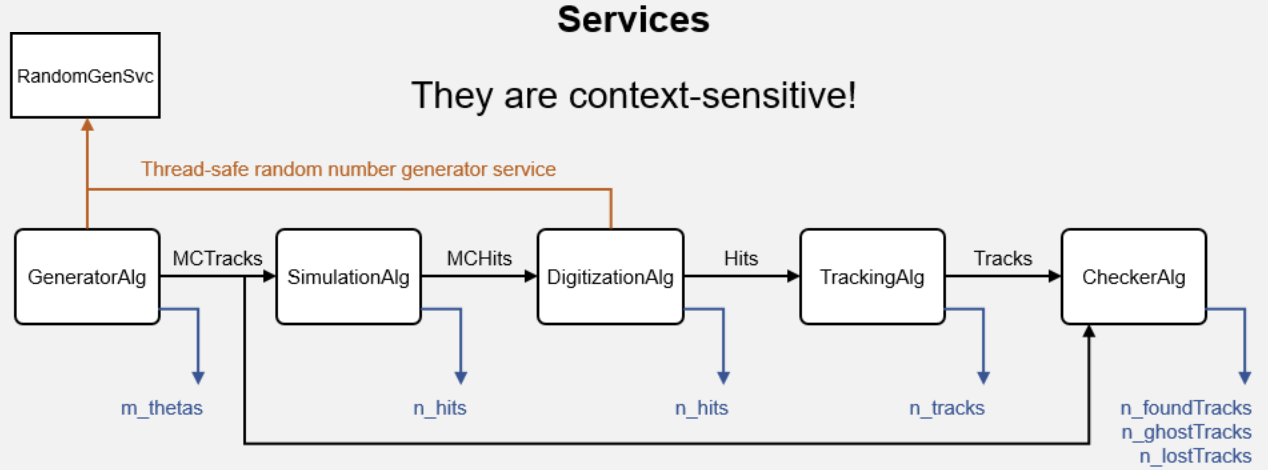 Services
RandomGenSvc
They are context-sensitive!
Thread-safe random number generator service
GeneratorAlg
MCTracks
SimulationAlg
MCHits
DigitizationAlg
Hits
TrackingAlg
Tracks
CheckerAlg
m_thetas
n_hits
n_hits
n_tracks
n_foundTracks
n_ghostTracks
n_lostTracks